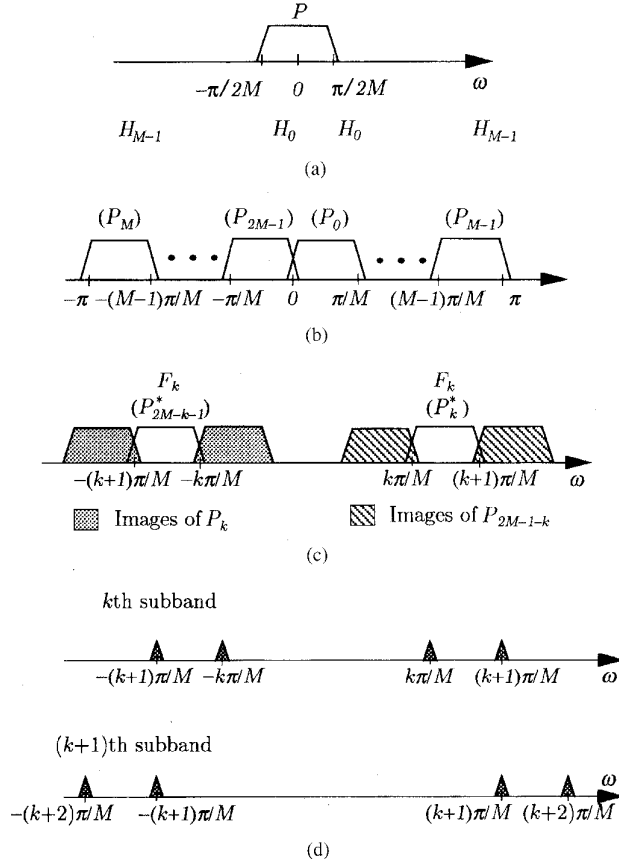 P
−π/2M 0 π/2M ω
H_{M−1} H_0 H_0 H_{M−1}
(a)
(P_M) (P_{2M−1}) (P_0) (P_{M−1})
−π −(M−1)π/M −π/M 0 π/M (M−1)π/M π
(b)
F_k F_k
(P^*_{2M−k−1}) (P^*_k)
−(k+1)π/M −kπ/M kπ/M (k+1)π/M ω
Images of P_k Images of P_{2M−1−k}
(c)
kth subband
−(k+1)π/M −kπ/M kπ/M (k+1)π/M ω
(k+1)th subband
ω
−(k+2)π/M −(k+1)π/M (k+1)π/M (k+2)π/M
(d)